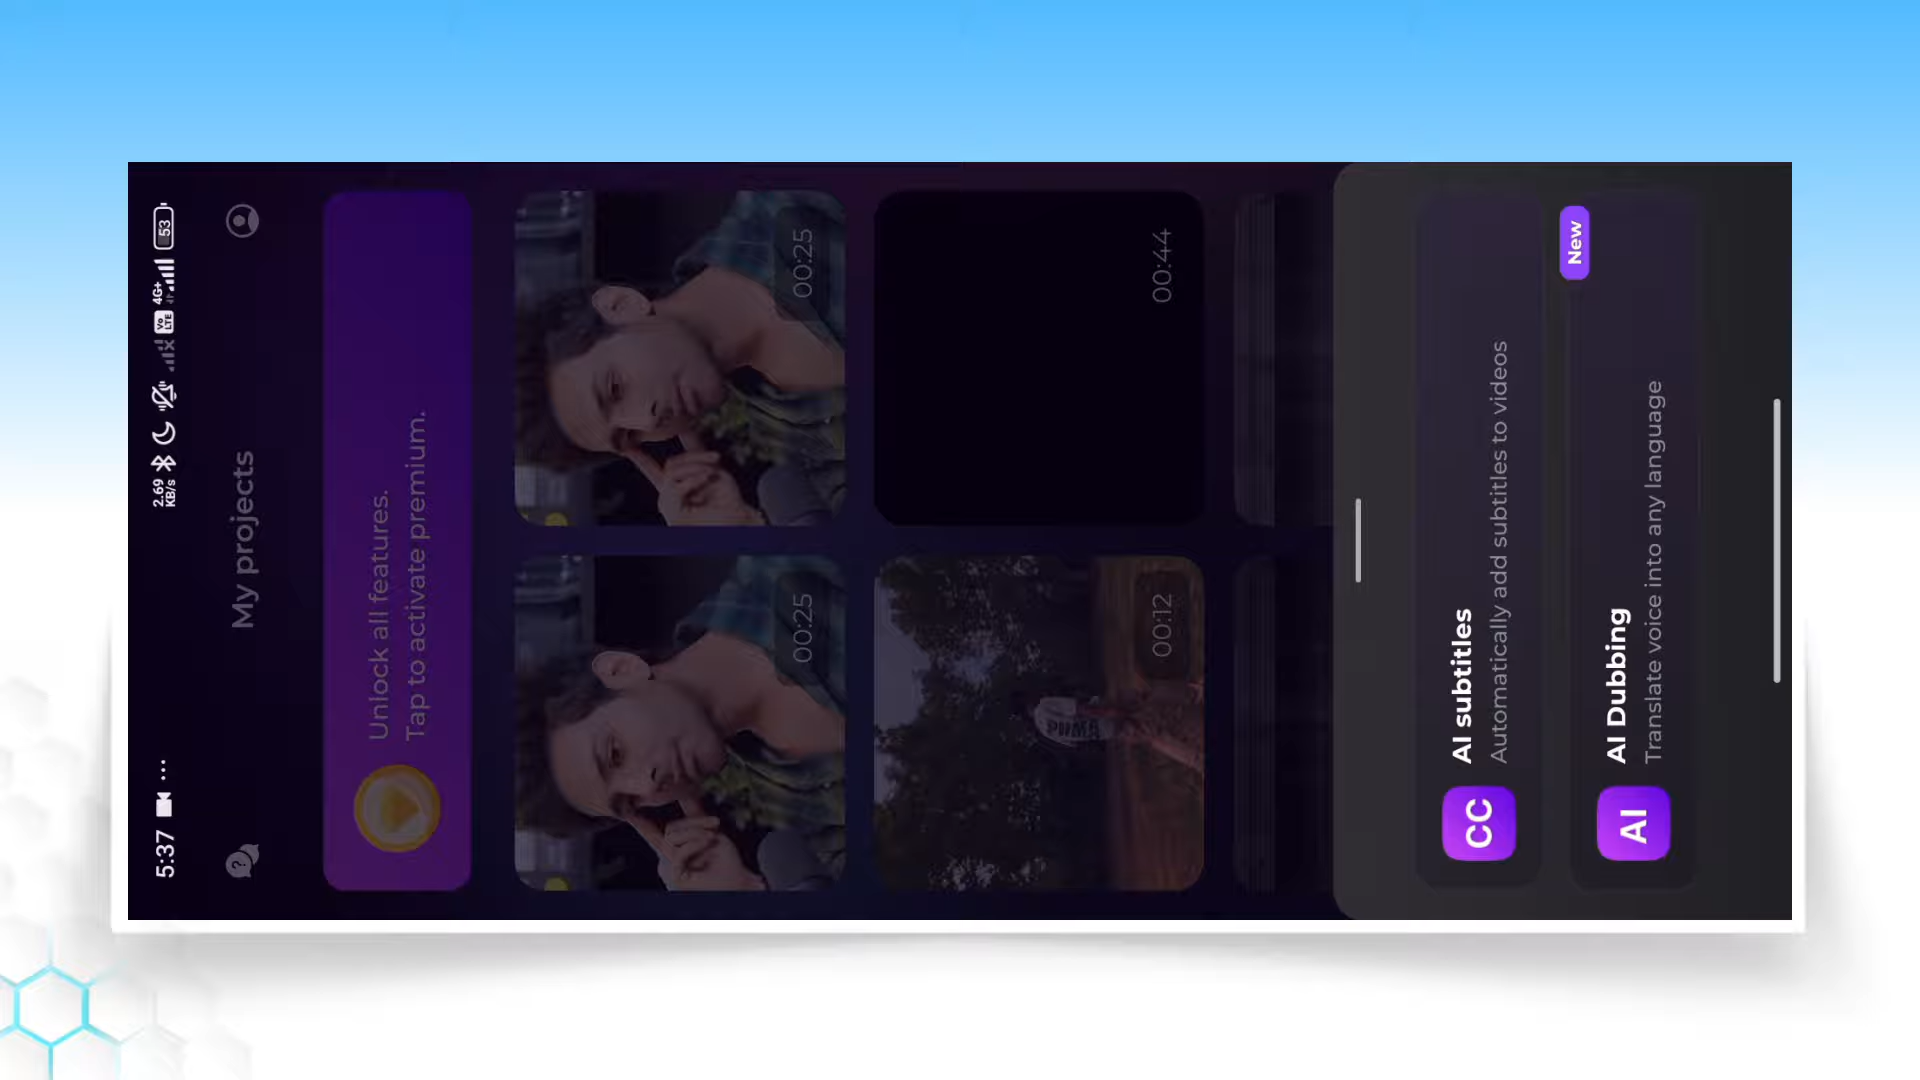 5:37 ...
2.69 KB/s
Vo LTE
4G+
53
My projects
Unlock all features.
Tap to activate premium.
00:25
00:25
00:12
PUMA
00:44
CC
AI subtitles
Automatically add subtitles to videos
New
AI
AI Dubbing
Translate voice into any language